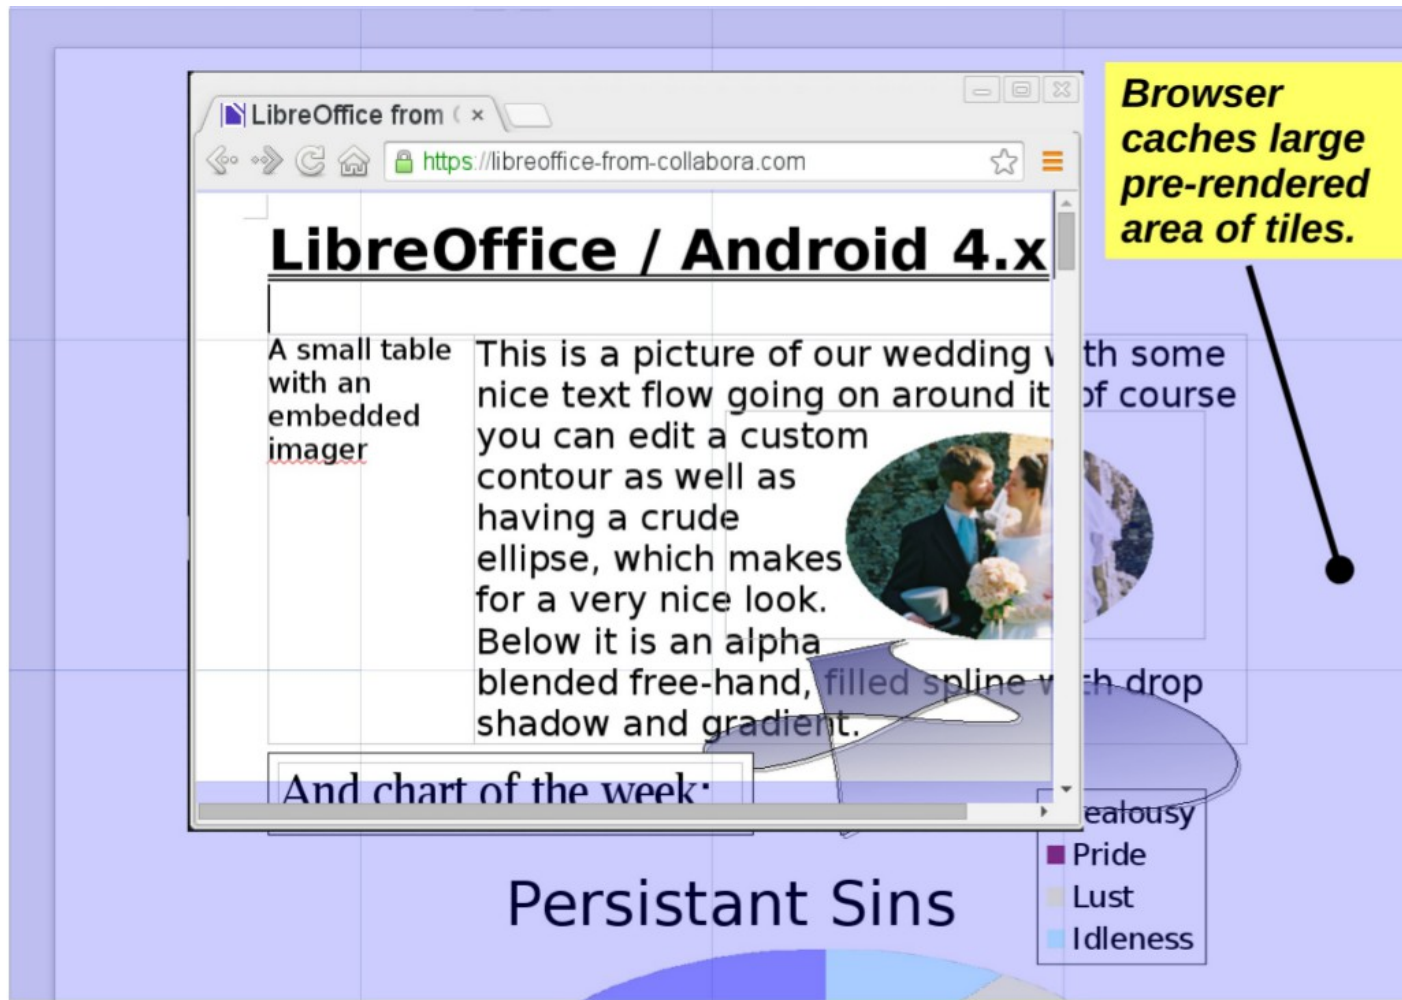 LibreOffice from (
https://libreoffice-from-collabora.com
Browser
caches large
pre-rendered
area of tiles.
LibreOffice / Android 4.x
A small table
with an
embedded
imager
This is a picture of our wedding with some
nice text flow going on around it of course
you can edit a custom
contour as well as
having a crude
ellipse, which makes
for a very nice look.
Below it is an alpha
blended free-hand, filled spline with drop
shadow and gradient.
And chart of the week:
Persistant Sins
ealousy
Pride
Lust
Idleness